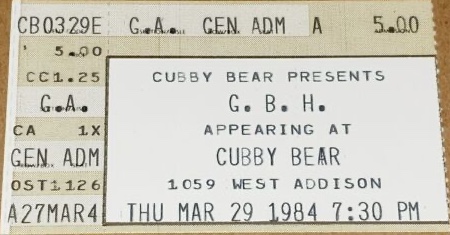 CB0329E G.A. GEN ADM A 5.00
5.00
CC1.25
G.A.
CA 1X
GEN ADM
OST1126
A27MAR4
CUBBY BEAR PRESENTS
G. B. H.
APPEARING AT
CUBBY BEAR
1059 WEST ADDISON
THU MAR 29 1984 7:30 PM